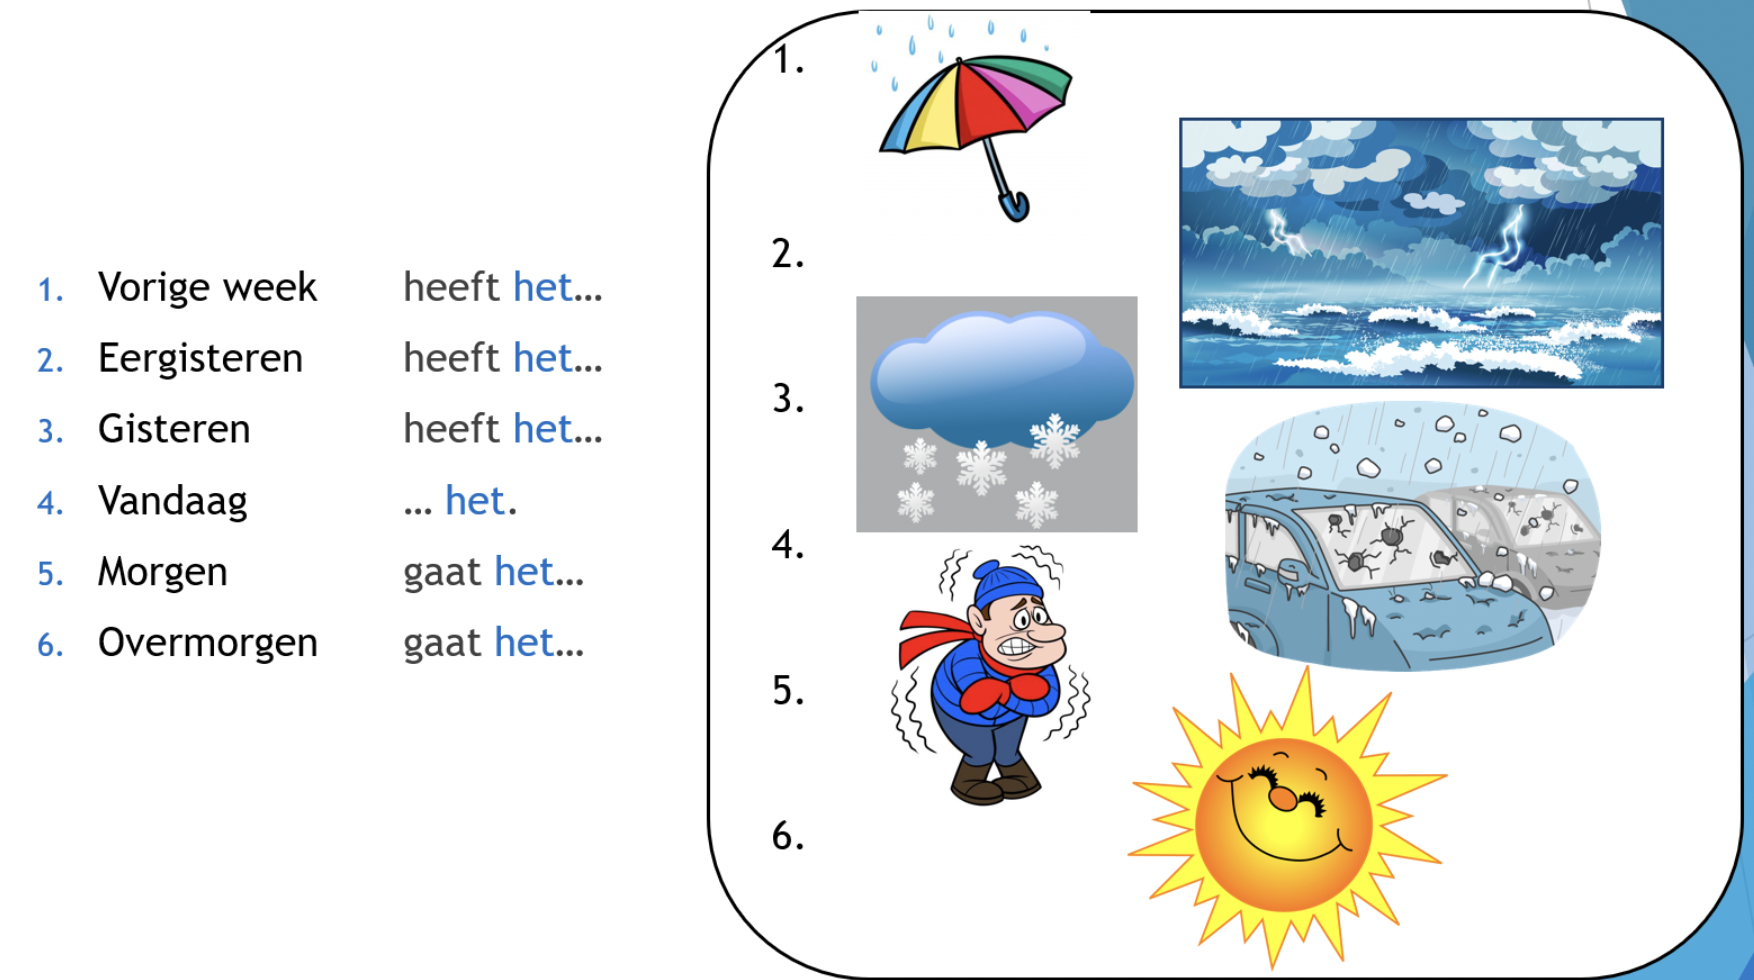 1. Vorige week heeft het...
2. Eergisteren heeft het...
3. Gisteren heeft het...
4. Vandaag ... het.
5. Morgen gaat het...
6. Overmorgen gaat het...
1.
2.
3.
4.
5.
6.